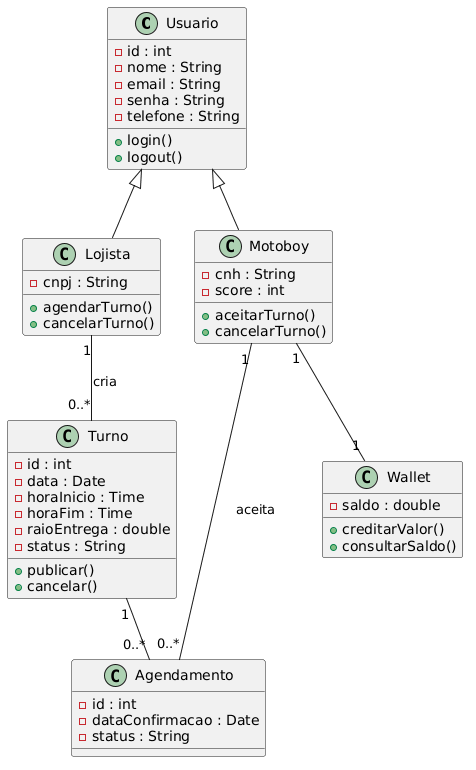 C Usuario
id : int
nome : String
email : String
senha : String
telefone : String
login()
logout()
C Lojista
cnpj : String
agendarTurno()
cancelarTurno()
C Motoboy
cnh : String
score : int
aceitarTurno()
cancelarTurno()
1
cria
0..*
1
1
C Turno
id : int
data : Date
horaInicio : Time
horaFim : Time
raioEntrega : double
status : String
publicar()
cancelar()
aceita
1
C Wallet
saldo : double
creditarValor()
consultarSaldo()
1
0..*
0..*
C Agendamento
id : int
dataConfirmacao : Date
status : String